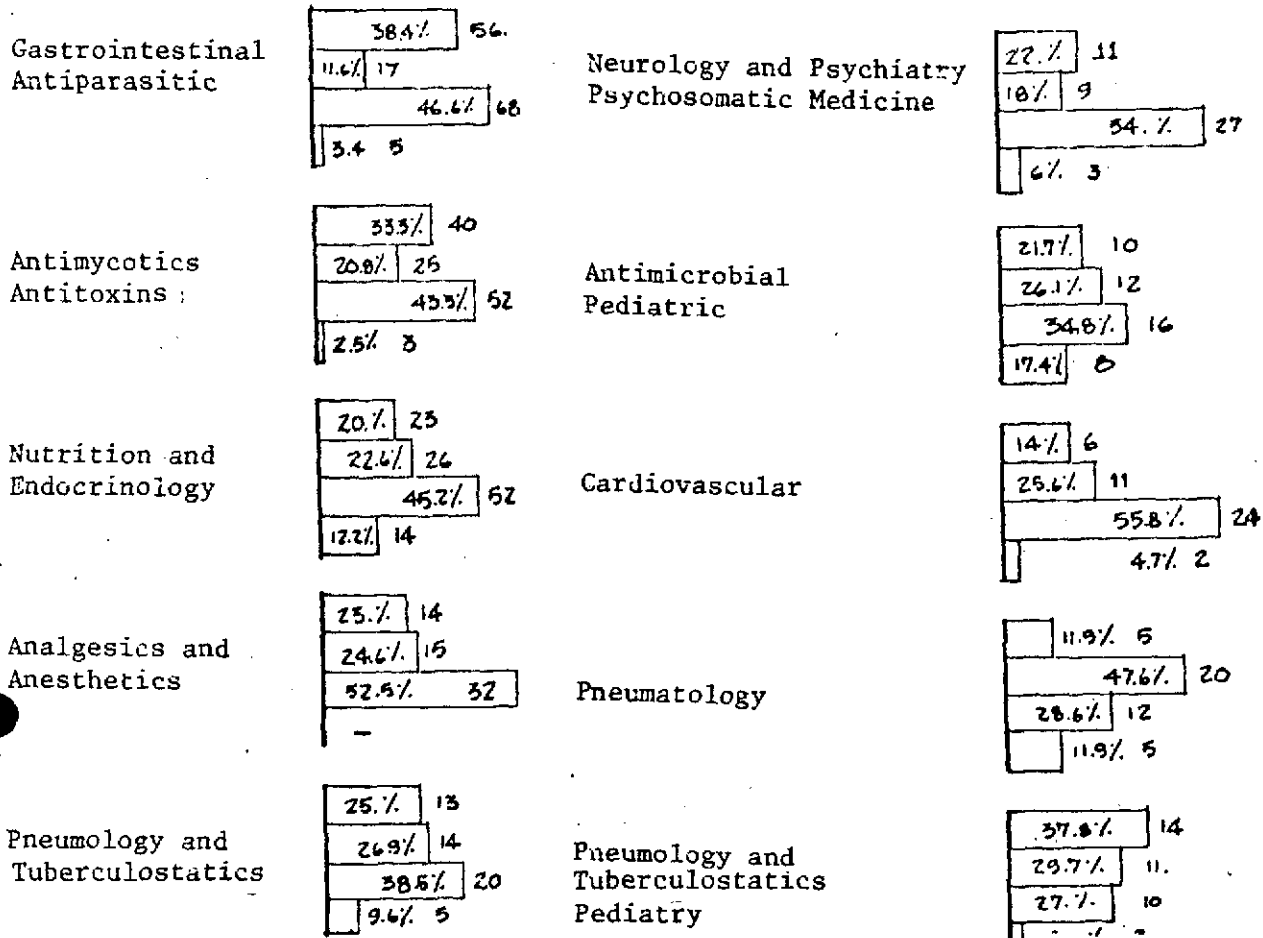 Gastrointestinal
Antiparasitic
38.4% 56.
11.6% 17
46.6% 68
3.4 5
Neurology and Psychiatry
Psychosomatic Medicine
22.% 11
18% 9
54.% 27
6% 3
Antimycotics
Antitoxins
33.3% 40
20.8% 25
43.3% 52
2.5% 3
Antimicrobial
Pediatric
21.7% 10
26.1% 12
34.8% 16
17.4% 8
Nutrition and
Endocrinology
20.% 23
22.6% 26
45.2% 52
12.2% 14
Cardiovascular
14% 6
25.6% 11
55.8% 24
4.7% 2
Analgesics and
Anesthetics
23.% 14
24.6% 15
52.5% 32
-
Pneumatology
11.9% 5
47.6% 20
28.6% 12
11.9% 5
Pneumology and
Tuberculostatics
25.% 13
26.9% 14
38.5% 20
9.6% 5
Pneumology and
Tuberculostatics
Pediatry
37.8% 14
29.7% 11.
27.% 10